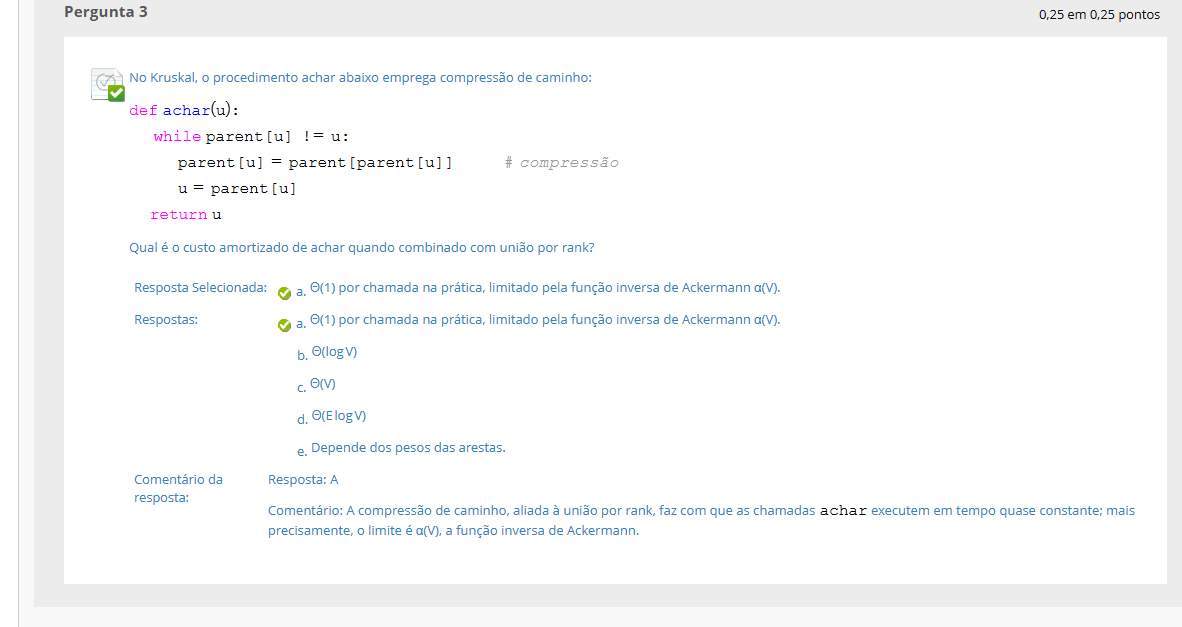 Pergunta 3
0,25 em 0,25 pontos
No Kruskal, o procedimento achar abaixo emprega compressão de caminho:
def achar(u):
while parent[u] != u:
parent[u] = parent[parent[u]] # compressão
u = parent[u]
return u
Qual é o custo amortizado de achar quando combinado com união por rank?
Resposta Selecionada: a. Θ(1) por chamada na prática, limitado pela função inversa de Ackermann α(V).
Respostas: a. Θ(1) por chamada na prática, limitado pela função inversa de Ackermann α(V).
b. Θ(log V)
c. Θ(V)
d. Θ(E log V)
e. Depende dos pesos das arestas.
Comentário da resposta:
Resposta: A
Comentário: A compressão de caminho, aliada à união por rank, faz com que as chamadas achar executem em tempo quase constante; mais
precisamente, o limite é α(V), a função inversa de Ackermann.